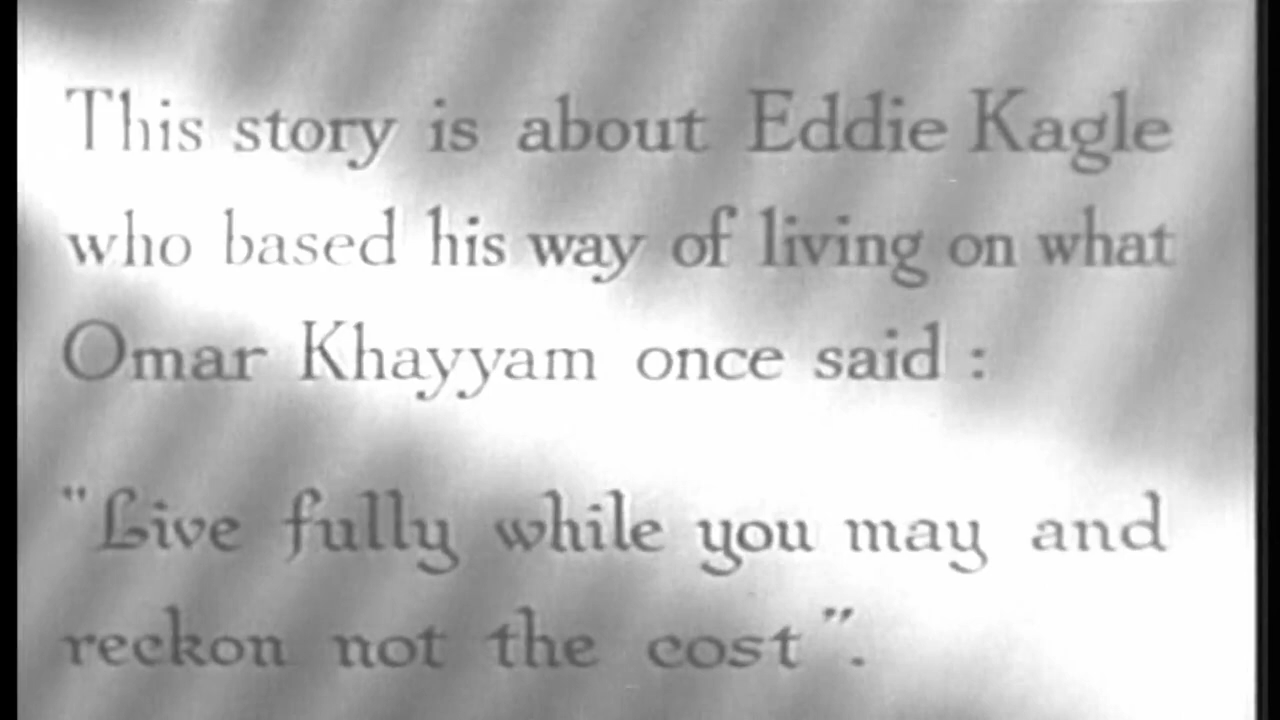 This story is about Eddie Kagle
who based his way of living on what
Omar Khayyam once said :
"Live fully while you may and
reckon not the cost".